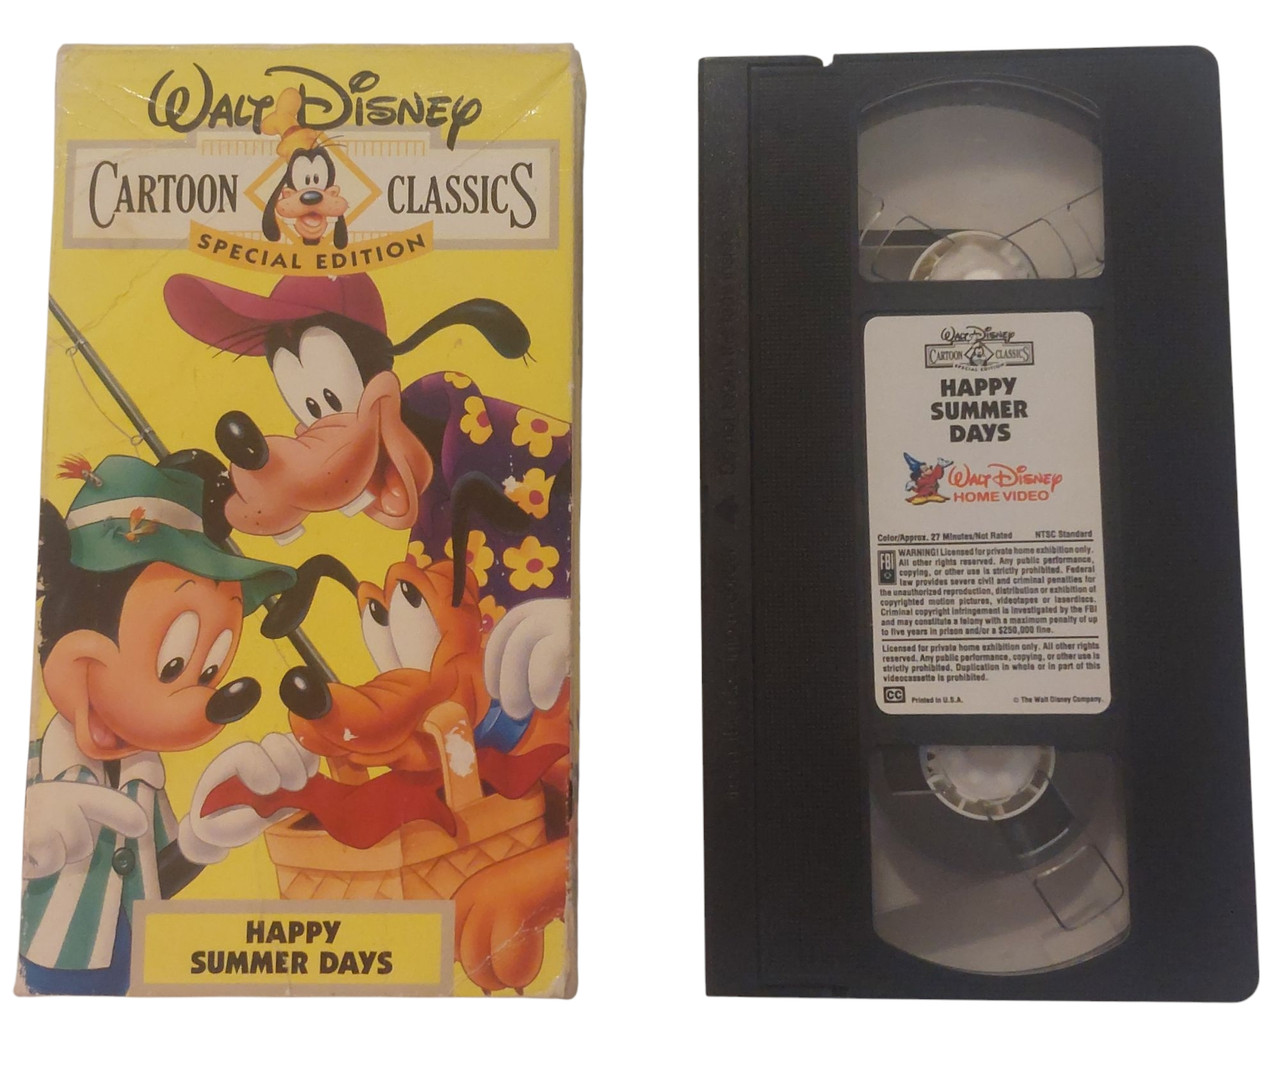 WALT DISNEY
CARTOON CLASSICS
SPECIAL EDITION
HAPPY
SUMMER DAYS
WALT DISNEY
CARTOON CLASSICS
SPECIAL EDITION
HAPPY
SUMMER
DAYS
WALT DISNEY
HOME VIDEO
Color/Approx. 27 Minutes/Not Rated NTSC Standard
FBI
WARNING! Licensed for private home exhibition only.
All other rights reserved. Any public performance,
copying, or other use is strictly prohibited. Federal
law provides severe civil and criminal penalties for
the unauthorized reproduction, distribution or exhibition of
copyrighted motion pictures, videotapes or laserdiscs.
Criminal copyright infringement is investigated by the FBI
and may constitute a felony with a maximum penalty of up
to five years in prison and/or a $250,000 fine.
Licensed for private home exhibition only. All other rights
reserved. Any public performance, copying, or other use is
strictly prohibited. Duplication in whole or in part of this
videocassette is prohibited.
CC Printed in U.S.A. © The Walt Disney Company.